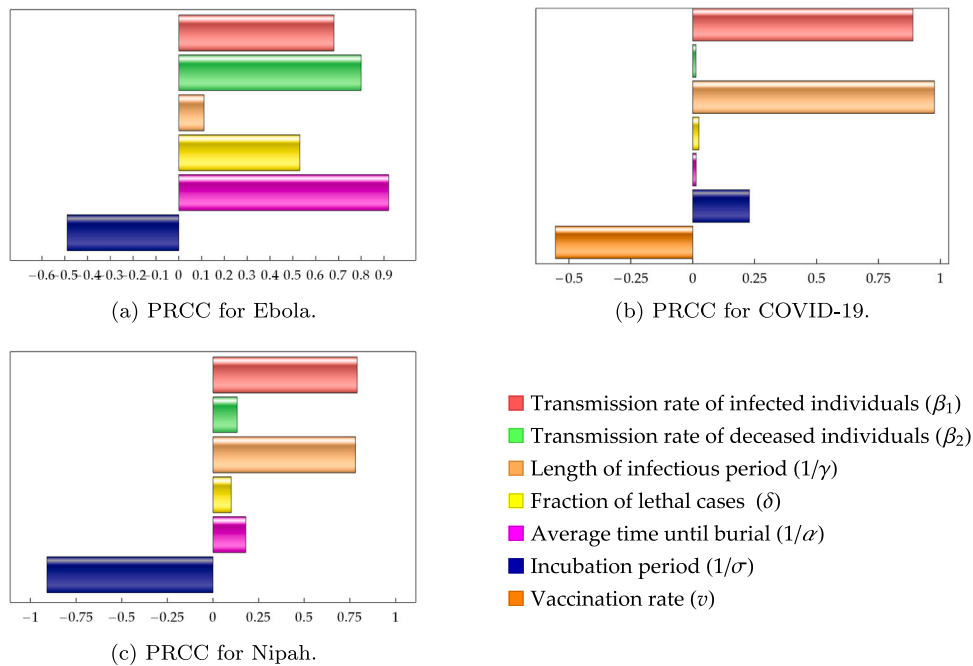 −0.6−0.5−0.4−0.3−0.2−0.1 0 0.1 0.2 0.3 0.4 0.5 0.6 0.7 0.8 0.9
(a) PRCC for Ebola.
−0.5 −0.25 0 0.25 0.5 0.75 1
(b) PRCC for COVID-19.
−1 −0.75 −0.5 −0.25 0 0.25 0.5 0.75 1
(c) PRCC for Nipah.
Transmission rate of infected individuals (β1)
Transmission rate of deceased individuals (β2)
Length of infectious period (1/γ)
Fraction of lethal cases (δ)
Average time until burial (1/α)
Incubation period (1/σ)
Vaccination rate (v)